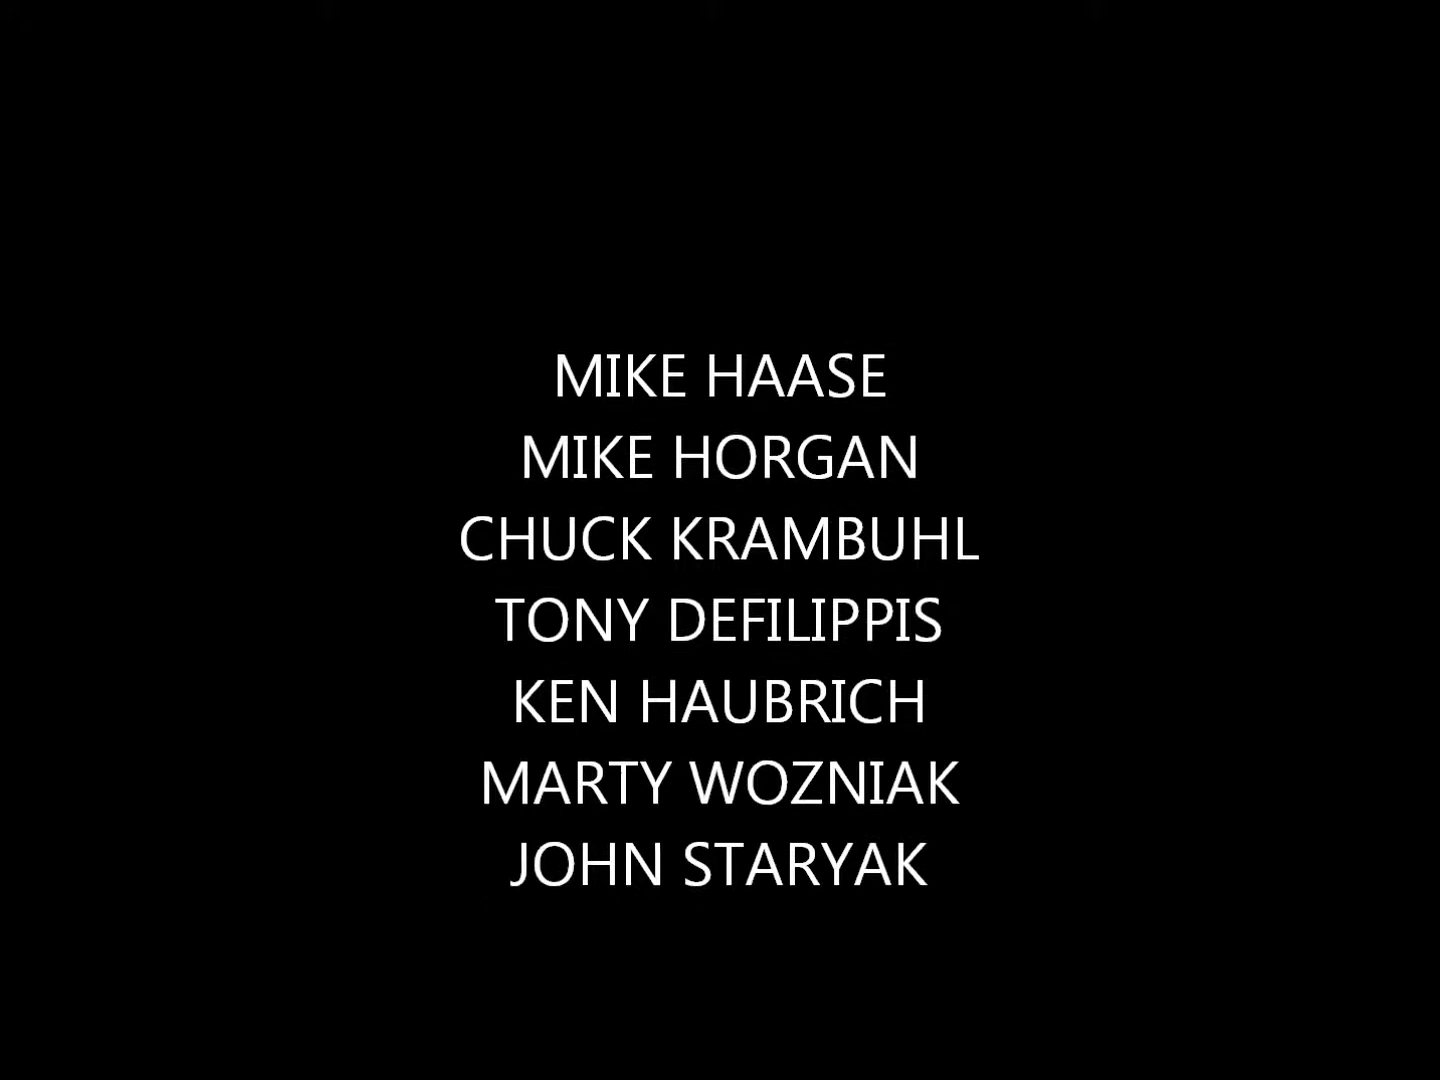 MIKE HAASE
MIKE HORGAN
CHUCK KRAMBUHL
TONY DEFILIPPIS
KEN HAUBRICH
MARTY WOZNIAK
JOHN STARYAK